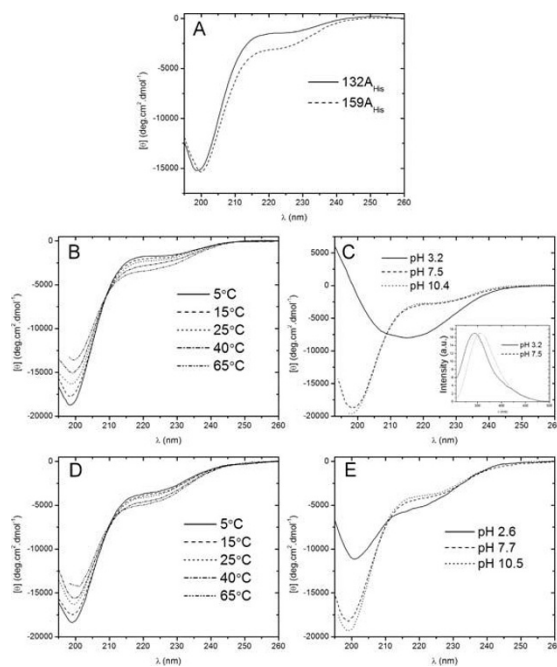 A
132A_His
159A_His
0
-5000
-10000
-15000
200 210 220 230 240 250 260
λ (nm)
[θ] (deg.cm.dmol⁻¹)
B
5°C
15°C
25°C
40°C
65°C
0
-5000
-10000
-15000
-20000
200 210 220 230 240 250 260
λ (nm)
[θ] (deg.cm.dmol⁻¹)
C
pH 3.2
pH 7.5
pH 10.4
5000
0
-5000
-10000
-15000
-20000
200 210 220 230 240 250 260
λ (nm)
[θ] (deg.cm.dmol⁻¹)
Intensity (a.u.)
pH 3.2
pH 7.5
D
5°C
15°C
25°C
40°C
65°C
0
-5000
-10000
-15000
-20000
200 210 220 230 240 250 260
λ (nm)
[θ] (deg.cm.dmol⁻¹)
E
pH 2.6
pH 7.7
pH 10.5
0
-5000
-10000
-15000
-20000
200 210 220 230 240 250 260
λ (nm)
[θ] (deg.cm.dmol⁻¹)